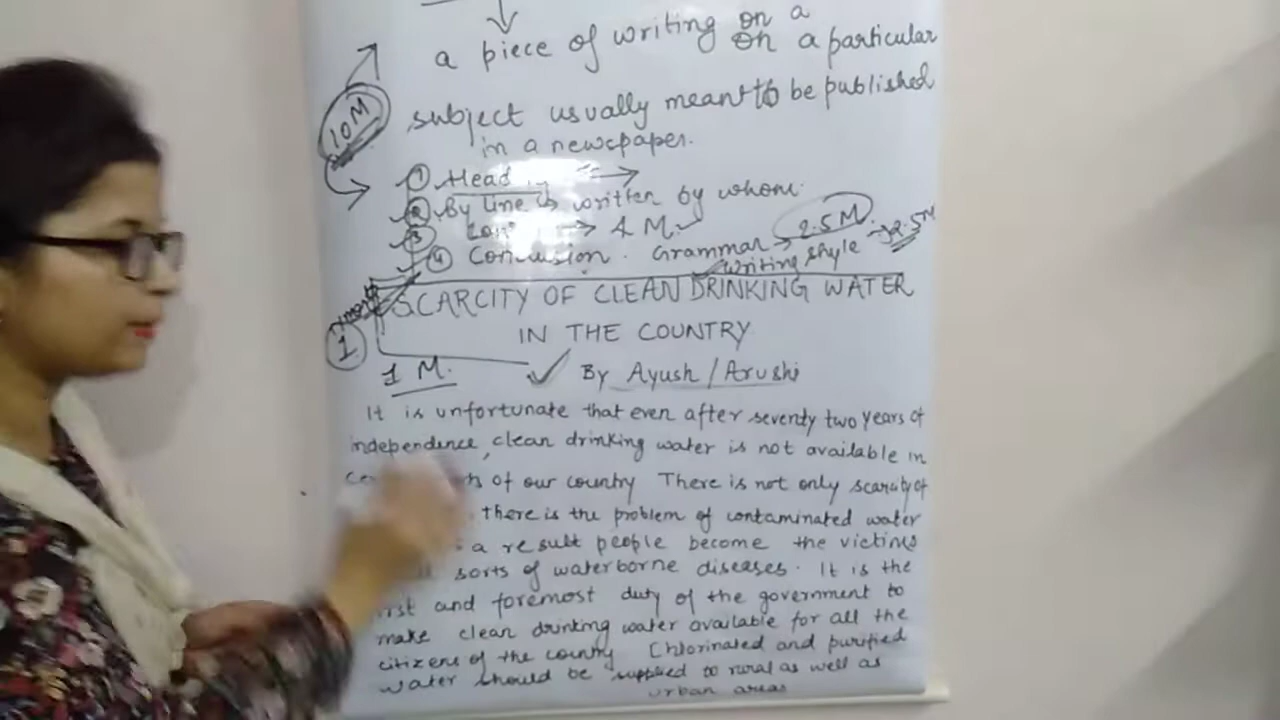 on a
a piece of writing on a particular
10M
subject usually meant to be published
in a newcpaper.
① Head
② By line written by whom.
③ → 4 M.
④ Grammar → 2.5M → 2.5M
writing style
SCARCITY OF CLEAN DRINKING WATER
IN THE COUNTRY
1
1 M.
By Ayush / Arushi
It is unfortunate that even after seventy two years of
independence, clean drinking water is not available in
of our country There is not only scarcity of
there is the problem of contaminated water
a result people become the victims
sorts of waterborne diseases. It is the
and foremost duty of the government to
make clean drinking water available for all the
citizens of the country Chlorinated and purified
water should be supplied to rural as well as
urban areas